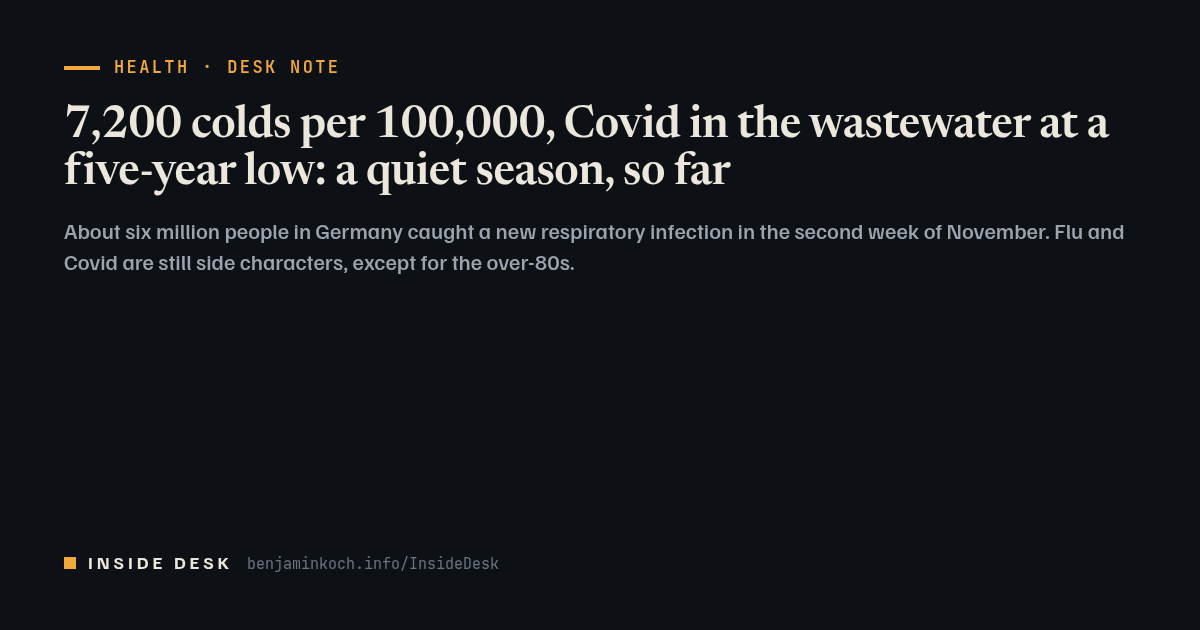 HEALTH · DESK NOTE
7,200 colds per 100,000, Covid in the wastewater at a
five-year low: a quiet season, so far
About six million people in Germany caught a new respiratory infection in the second week of November. Flu and
Covid are still side characters, except for the over-80s.
INSIDE DESK benjaminkoch.info/InsideDesk